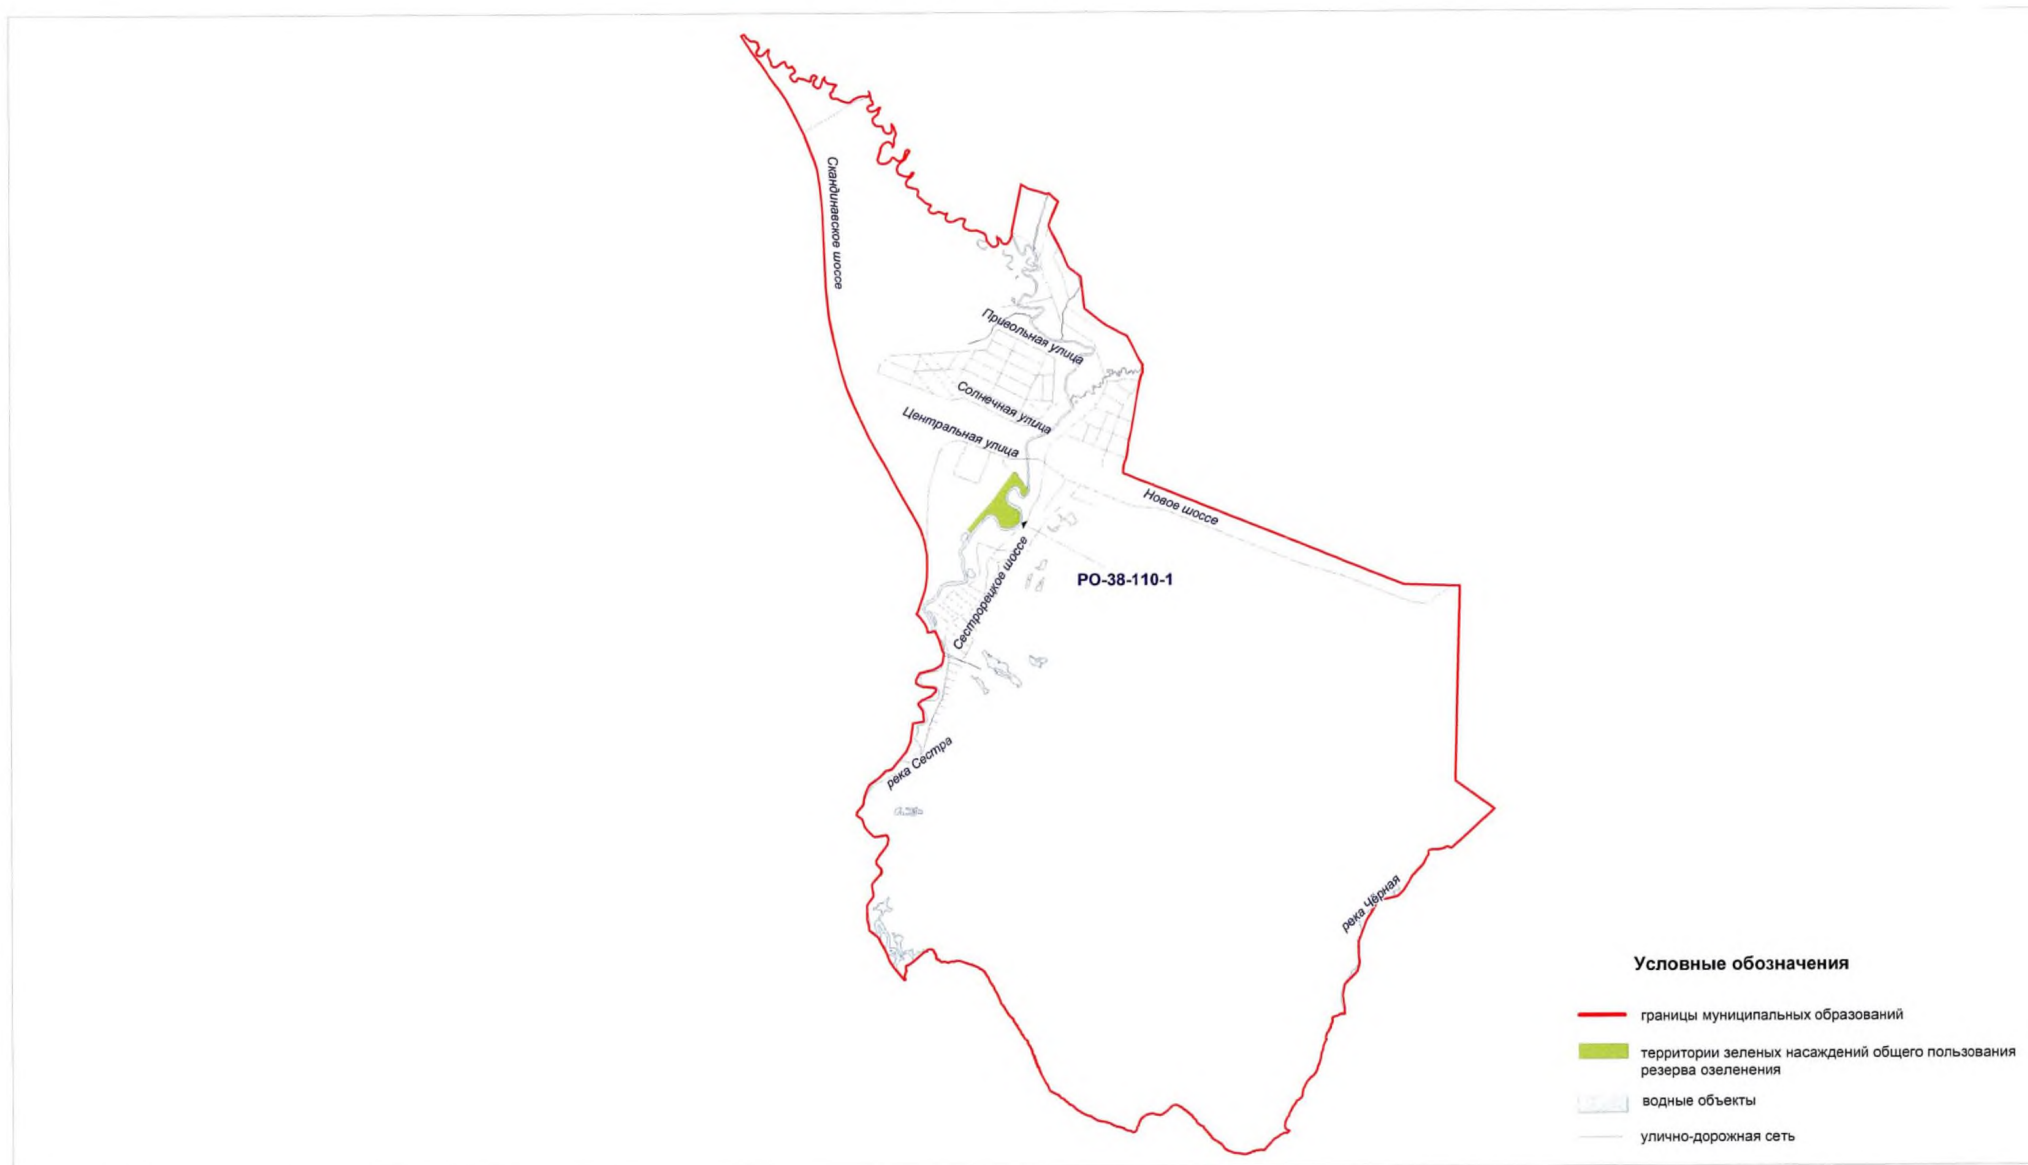 Скандинавское шоссе
Привольная улица
Солнечная улица
Центральная улица
Новое шоссе
Сестрорецкое шоссе
РО-38-110-1
река Сестра
река Чёрная
Условные обозначения
границы муниципальных образований
территории зеленых насаждений общего пользования
резерва озеленения
водные объекты
улично-дорожная сеть